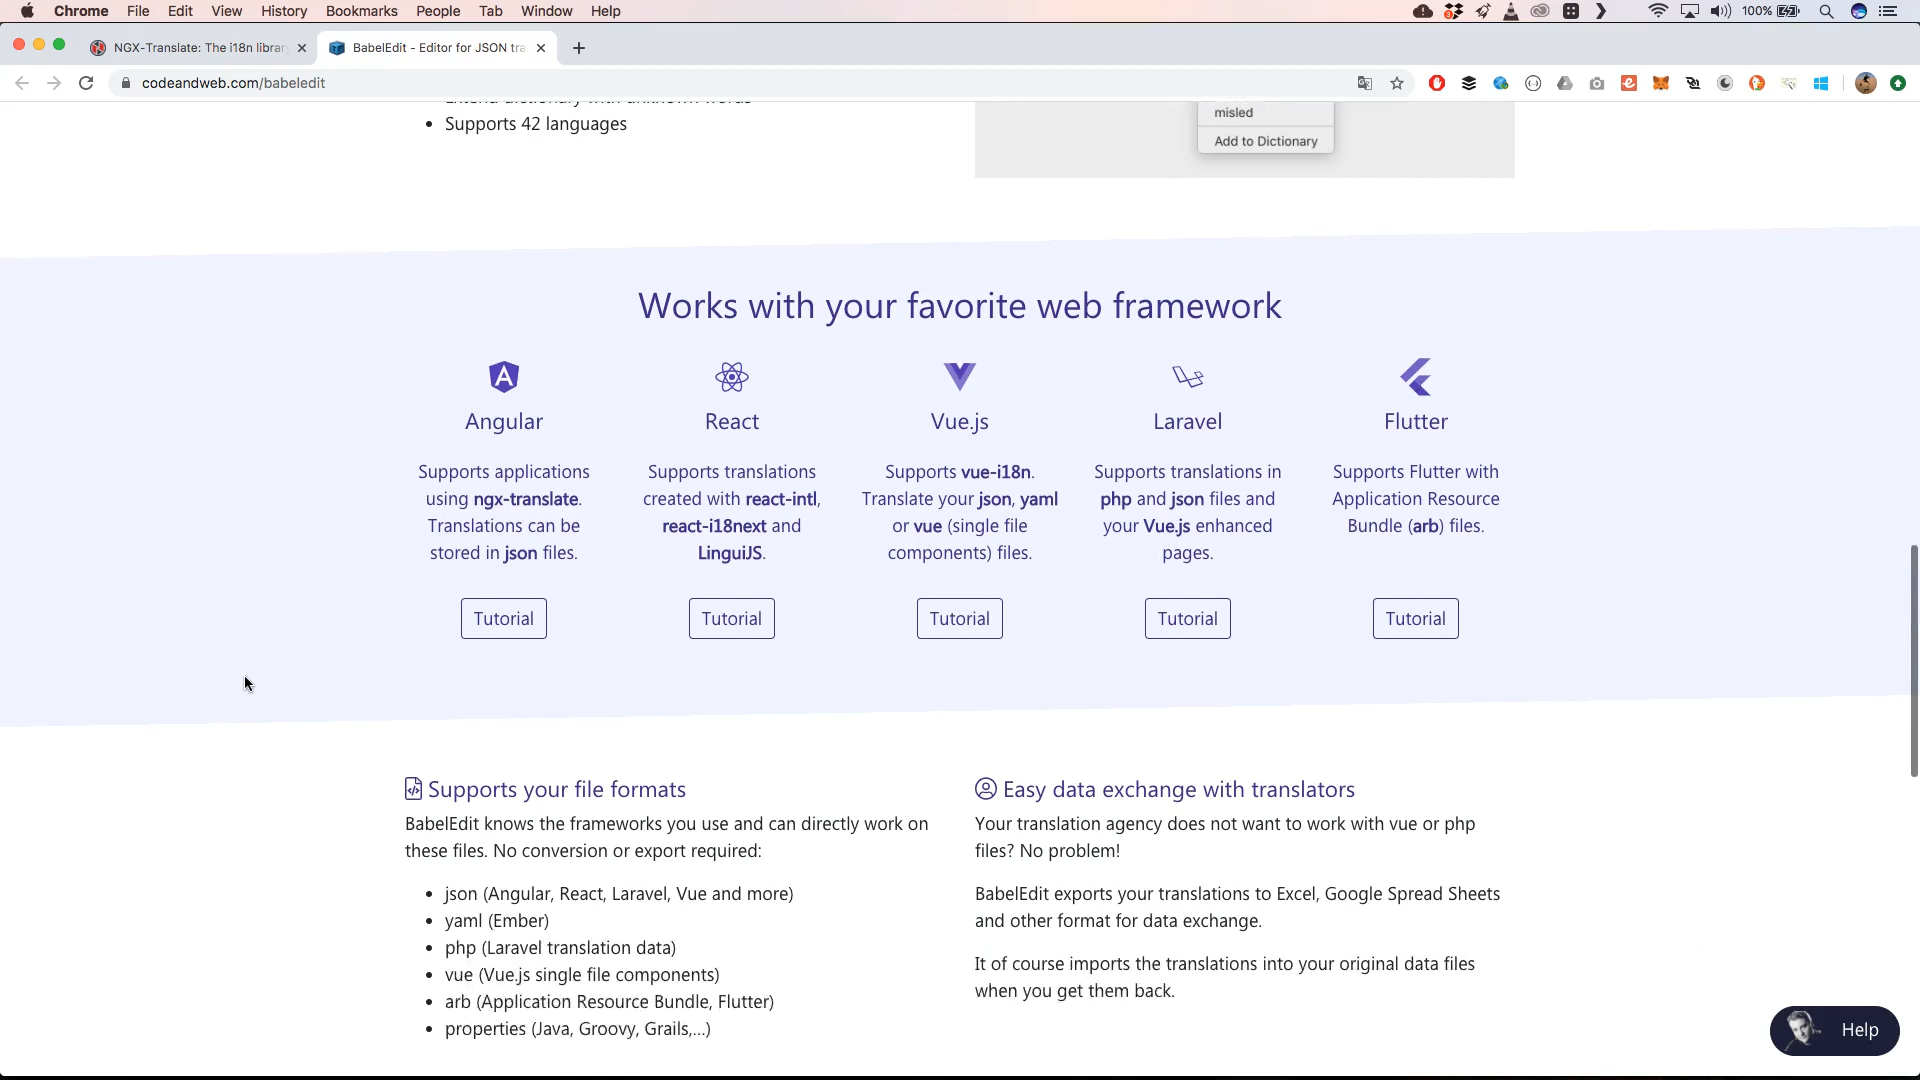 Chrome File Edit View History Bookmarks People Tab Window Help
100%
NGX-Translate: The i18n library
BabelEdit - Editor for JSON tra
codeandweb.com/babeledit
Extend dictionary with unknown words
Supports 42 languages
misled
Add to Dictionary
Works with your favorite web framework
Angular
Supports applications
using ngx-translate.
Translations can be
stored in json files.
Tutorial
React
Supports translations
created with react-intl,
react-i18next and
LinguiJS.
Tutorial
Vue.js
Supports vue-i18n.
Translate your json, yaml
or vue (single file
components) files.
Tutorial
Laravel
Supports translations in
php and json files and
your Vue.js enhanced
pages.
Tutorial
Flutter
Supports Flutter with
Application Resource
Bundle (arb) files.
Tutorial
Supports your file formats
BabelEdit knows the frameworks you use and can directly work on
these files. No conversion or export required:
json (Angular, React, Laravel, Vue and more)
yaml (Ember)
php (Laravel translation data)
vue (Vue.js single file components)
arb (Application Resource Bundle, Flutter)
properties (Java, Groovy, Grails,...)
Easy data exchange with translators
Your translation agency does not want to work with vue or php
files? No problem!
BabelEdit exports your translations to Excel, Google Spread Sheets
and other format for data exchange.
It of course imports the translations into your original data files
when you get them back.
Help